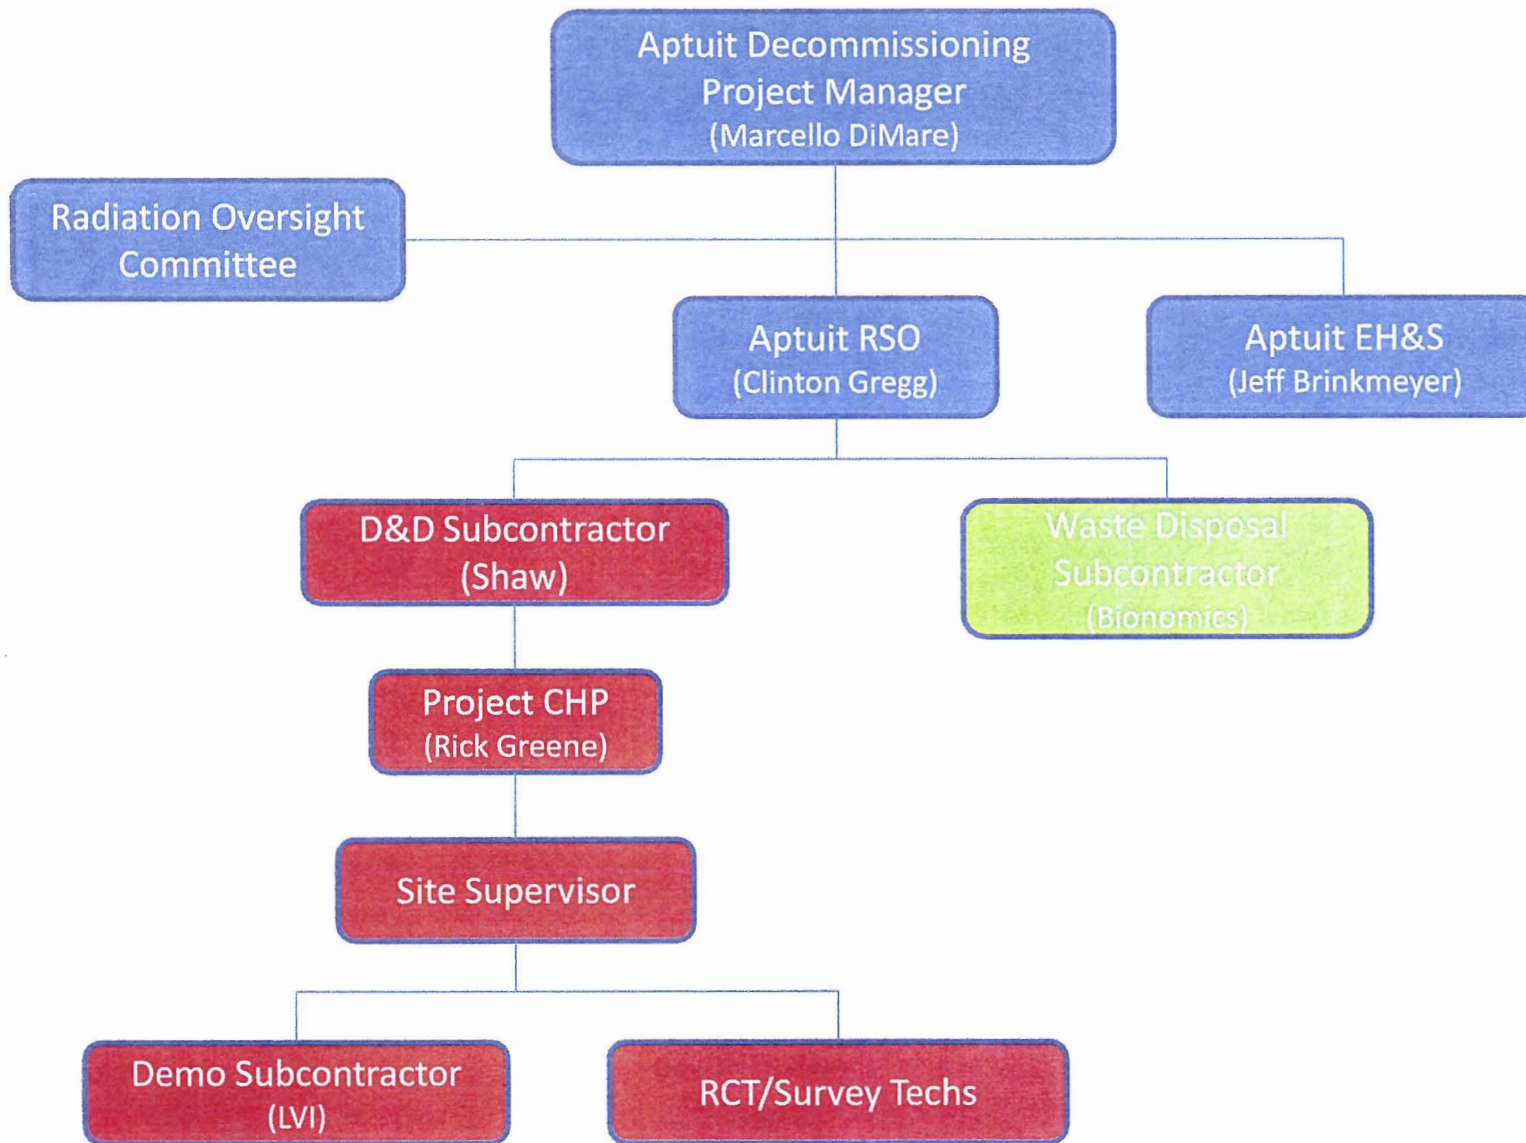 Aptuit Decommissioning
Project Manager
(Marcello DiMare)
Radiation Oversight
Committee
Aptuit RSO
(Clinton Gregg)
Aptuit EH&S
(Jeff Brinkmeyer)
D&D Subcontractor
(Shaw)
Waste Disposal
Subcontractor
(Bionomics)
Project CHP
(Rick Greene)
Site Supervisor
Demo Subcontractor
(LVI)
RCT/Survey Techs